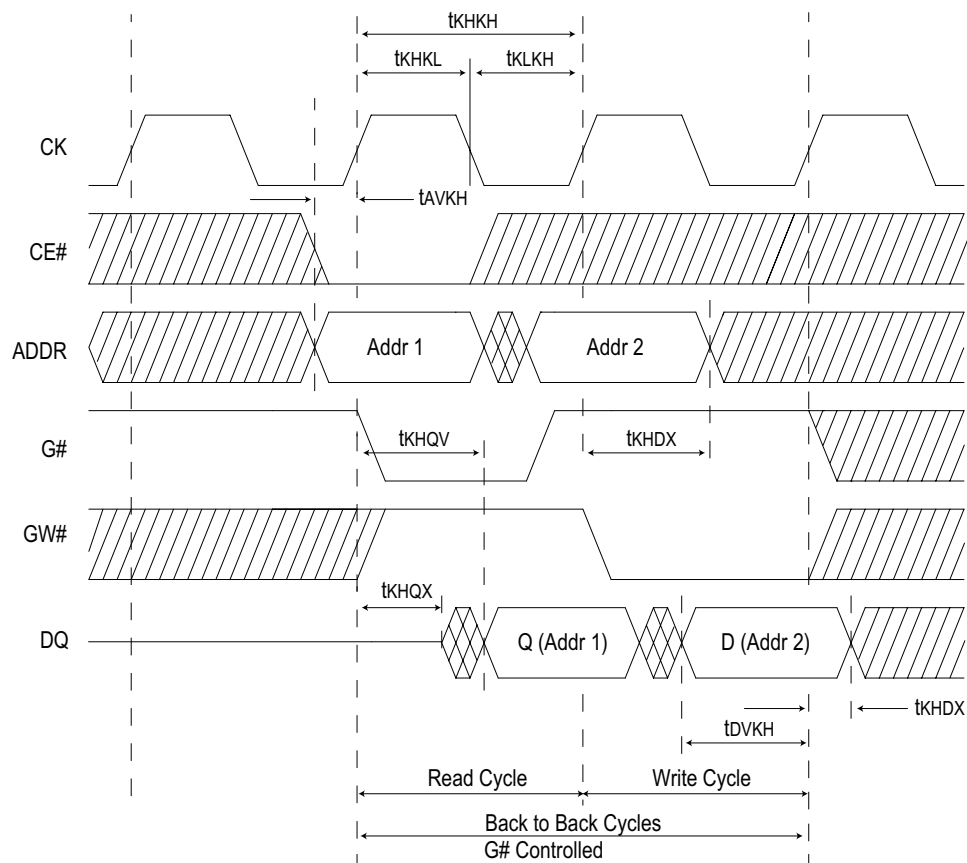 tKHKH
tKHKL
tKLKH
CK
tAVKH
CE#
ADDR
Addr 1
Addr 2
G#
tKHQV
tKHDX
GW#
tKHQX
DQ
Q (Addr 1)
D (Addr 2)
tKHDX
tDVKH
Read Cycle
Write Cycle
Back to Back Cycles
G# Controlled